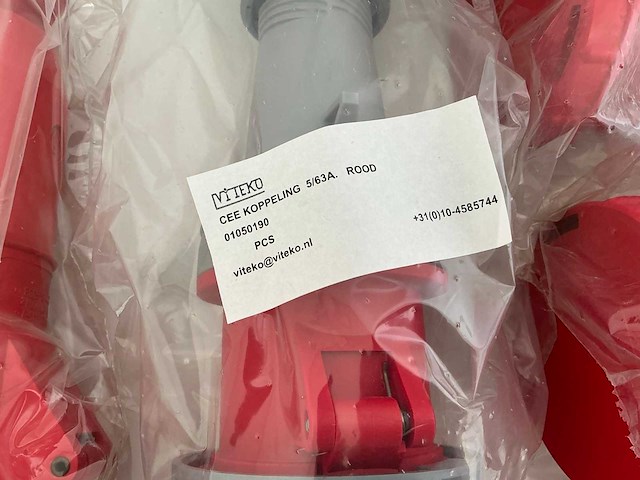 VITEKO
CEE KOPPELING 5/63A. ROOD
01050190
PCS
viteko@viteko.nl
+31(0)10-4585744